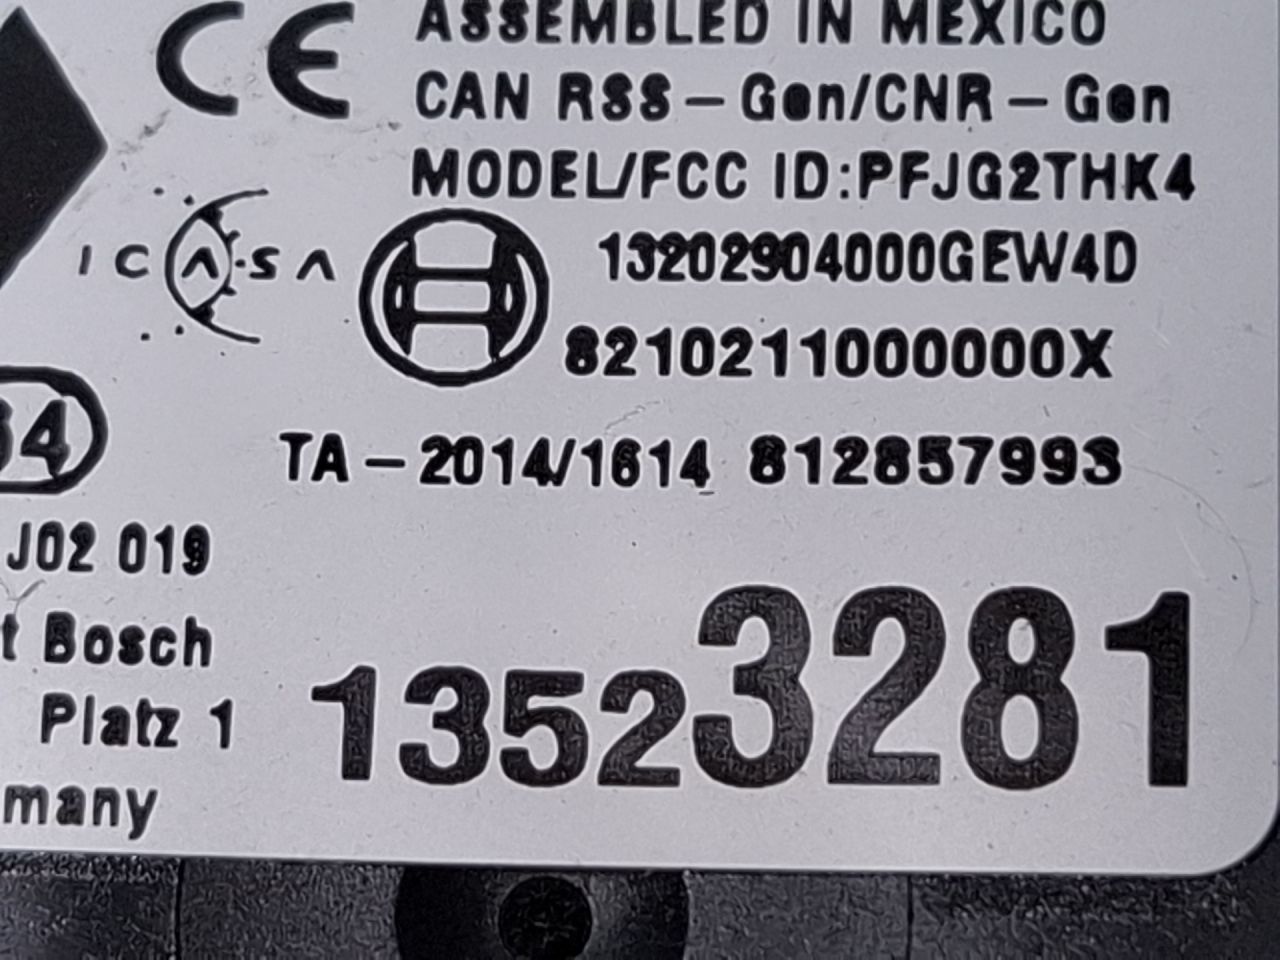 CE
ASSEMBLED IN MEXICO
CAN RSS-Gen/CNR-Gen
MODEL/FCC ID:PFJG2THK4
ICASA
13202904000GEW4D
8210211000000X
TA-2014/1614 812857993
J02 019
Bosch
Platz 1
many
13523281